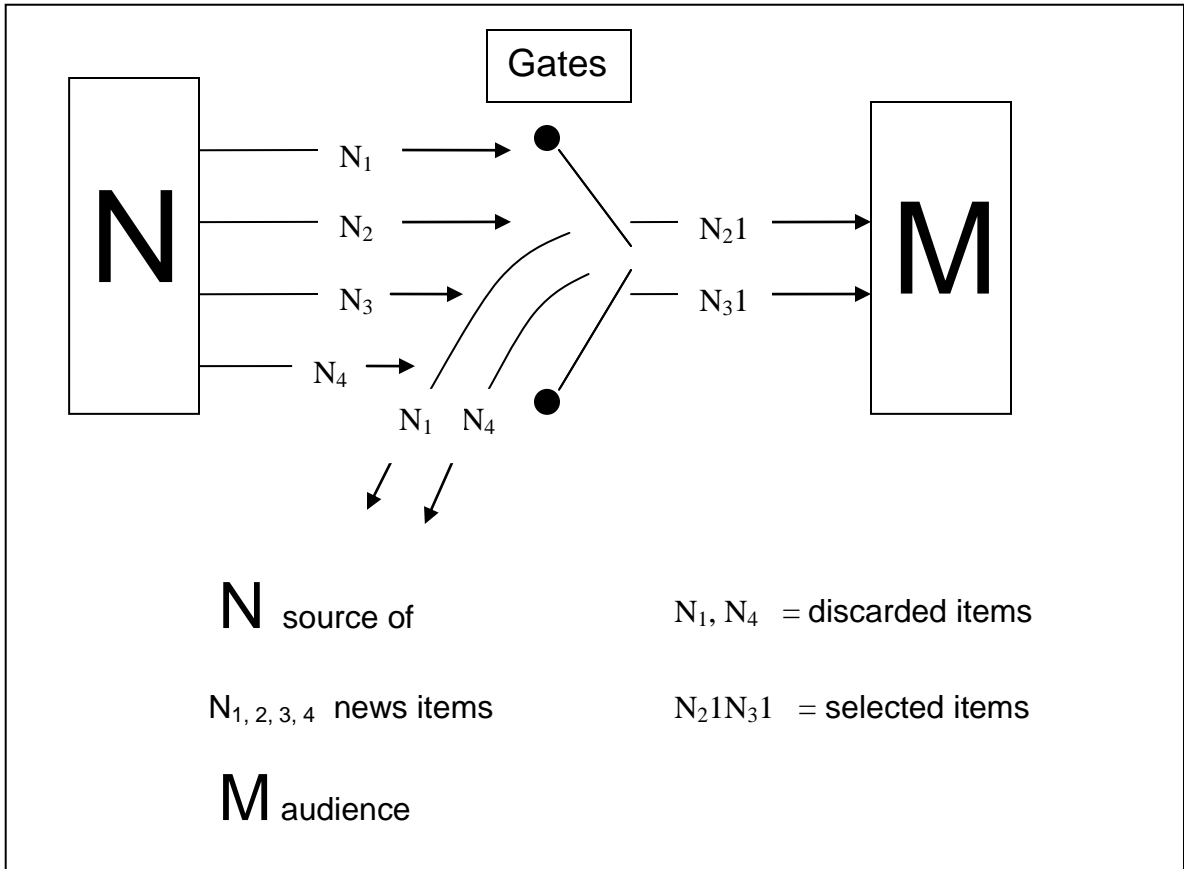 Gates
N
N₁
N₂
N₃
N₄
N₂1
N₃1
M
N₁ N₄
N source of
N₁, ₂, ₃, ₄ news items
M audience
N₁, N₄ = discarded items
N₂1N₃1 = selected items